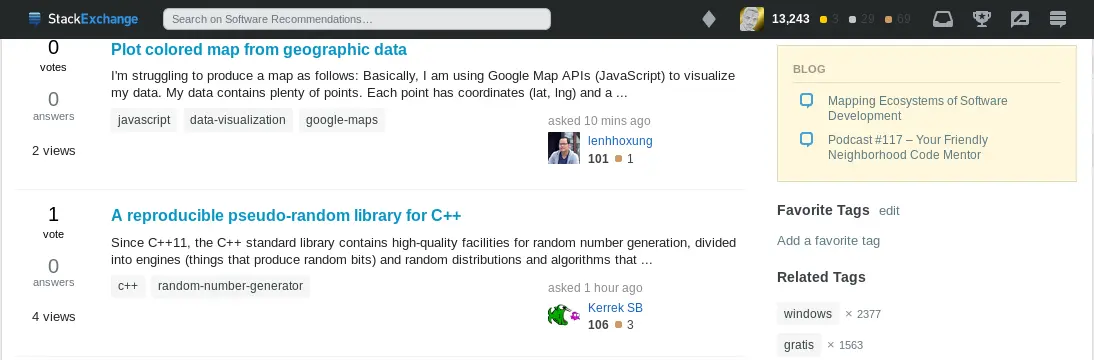 StackExchange
Search on Software Recommendations…
13,243 3 29 69
0
votes
0
answers
2 views
Plot colored map from geographic data
I'm struggling to produce a map as follows: Basically, I am using Google Map APIs (JavaScript) to visualize
my data. My data contains plenty of points. Each point has coordinates (lat, lng) and a ...
javascript data-visualization google-maps
asked 10 mins ago
lenhhoxung
101 1
1
vote
0
answers
4 views
A reproducible pseudo-random library for C++
Since C++11, the C++ standard library contains high-quality facilities for random number generation, divided
into engines (things that produce random bits) and random distributions and algorithms that ...
c++ random-number-generator
asked 1 hour ago
Kerrek SB
106 3
BLOG
Mapping Ecosystems of Software
Development
Podcast #117 – Your Friendly
Neighborhood Code Mentor
Favorite Tags edit
Add a favorite tag
Related Tags
windows × 2377
gratis × 1563